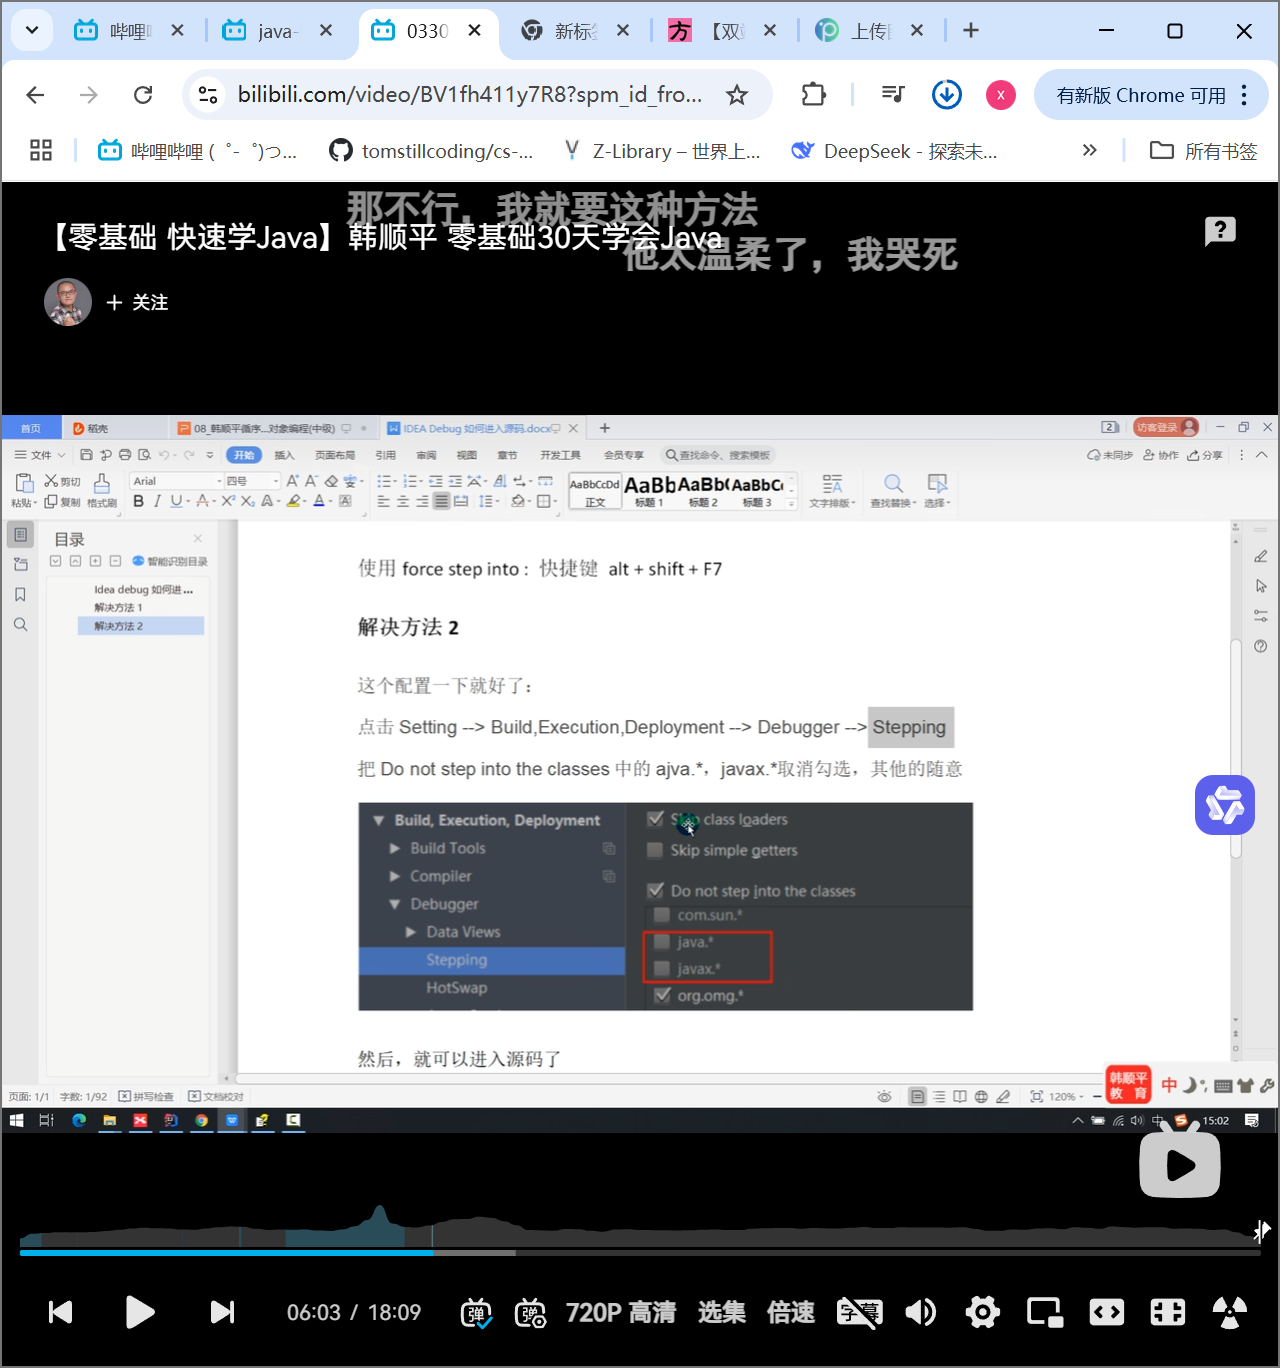 哔哩
java-
0330
新标
方
【双
上传
bilibili.com/video/BV1fh411y7R8?spm_id_fro...
X
有新版 Chrome 可用
哔哩哔哩 (゜-゜)つ...
tomstillcoding/cs-...
Z-Library – 世界上...
DeepSeek - 探索未...
所有书签
那不行，我就要这种方法
【零基础 快速学Java】韩顺平 零基础30天学会Java
他太温柔了，我哭死
+ 关注
首页
稻壳
08_韩顺平循序...对象编程(中级)
IDEA Debug 如何进入源码.docx
访客登录
文件
开始
插入
页面布局
引用
审阅
视图
章节
开发工具
会员专享
查找命令、搜索模板
未同步
协作
分享
粘贴
剪切
复制
格式刷
Arial
四号
AaBbCcDd
正文
标题 1
标题 2
标题 3
文字排版
查找替换
选择
目录
智能识别目录
Idea debug 如何进...
解决方法 1
解决方法 2
使用 force step into： 快捷键 alt + shift + F7
解决方法 2
这个配置一下就好了：
点击 Setting --> Build,Execution,Deployment --> Debugger --> Stepping
把 Do not step into the classes 中的 ajva.*，javax.*取消勾选，其他的随意
Build, Execution, Deployment
Build Tools
Compiler
Debugger
Data Views
Stepping
HotSwap
class loaders
Skip simple getters
Do not step into the classes
com.sun.*
java.*
javax.*
org.omg.*
然后，就可以进入源码了
页面: 1/1
字数: 1/92
拼写检查
文档校对
120%
韩顺平
教 育
中
15:02
06:03 / 18:09
弹
弹
720P 高清
选集
倍速
字幕